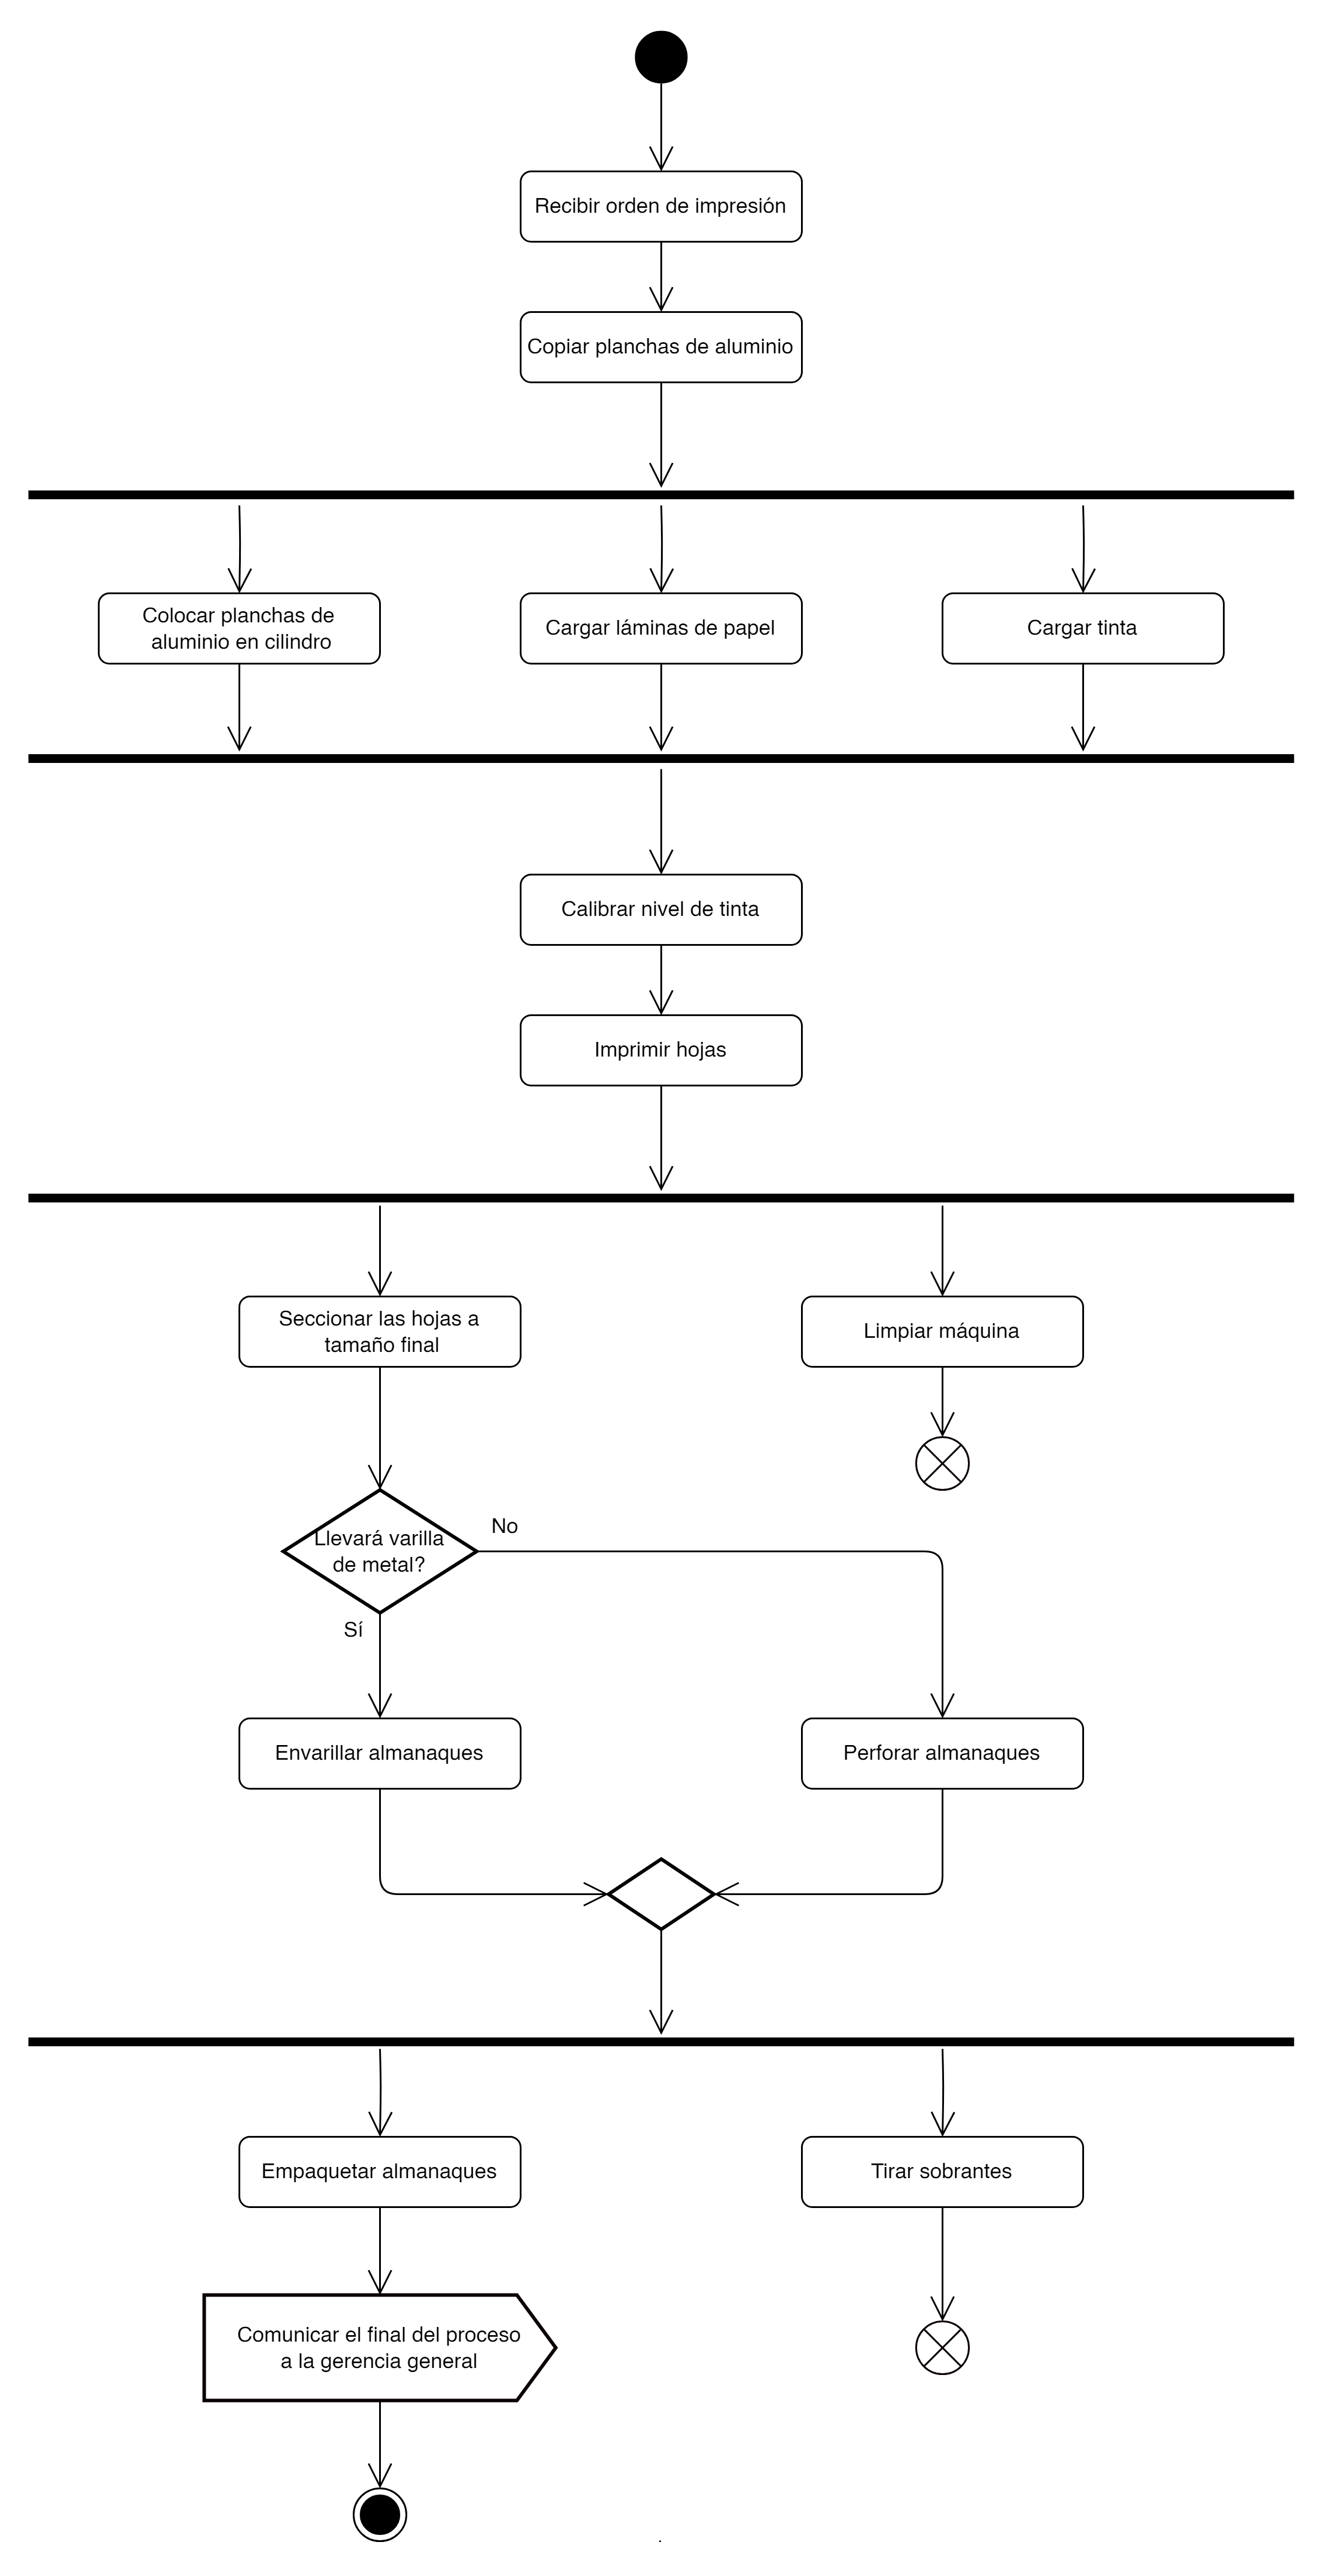 Recibir orden de impresión
Copiar planchas de aluminio
Colocar planchas de
aluminio en cilindro
Cargar láminas de papel
Cargar tinta
Calibrar nivel de tinta
Imprimir hojas
Seccionar las hojas a
tamaño final
Limpiar máquina
Llevará varilla
de metal?
No
Sí
Envarillar almanaques
Perforar almanaques
Empaquetar almanaques
Tirar sobrantes
Comunicar el final del proceso
a la gerencia general
.